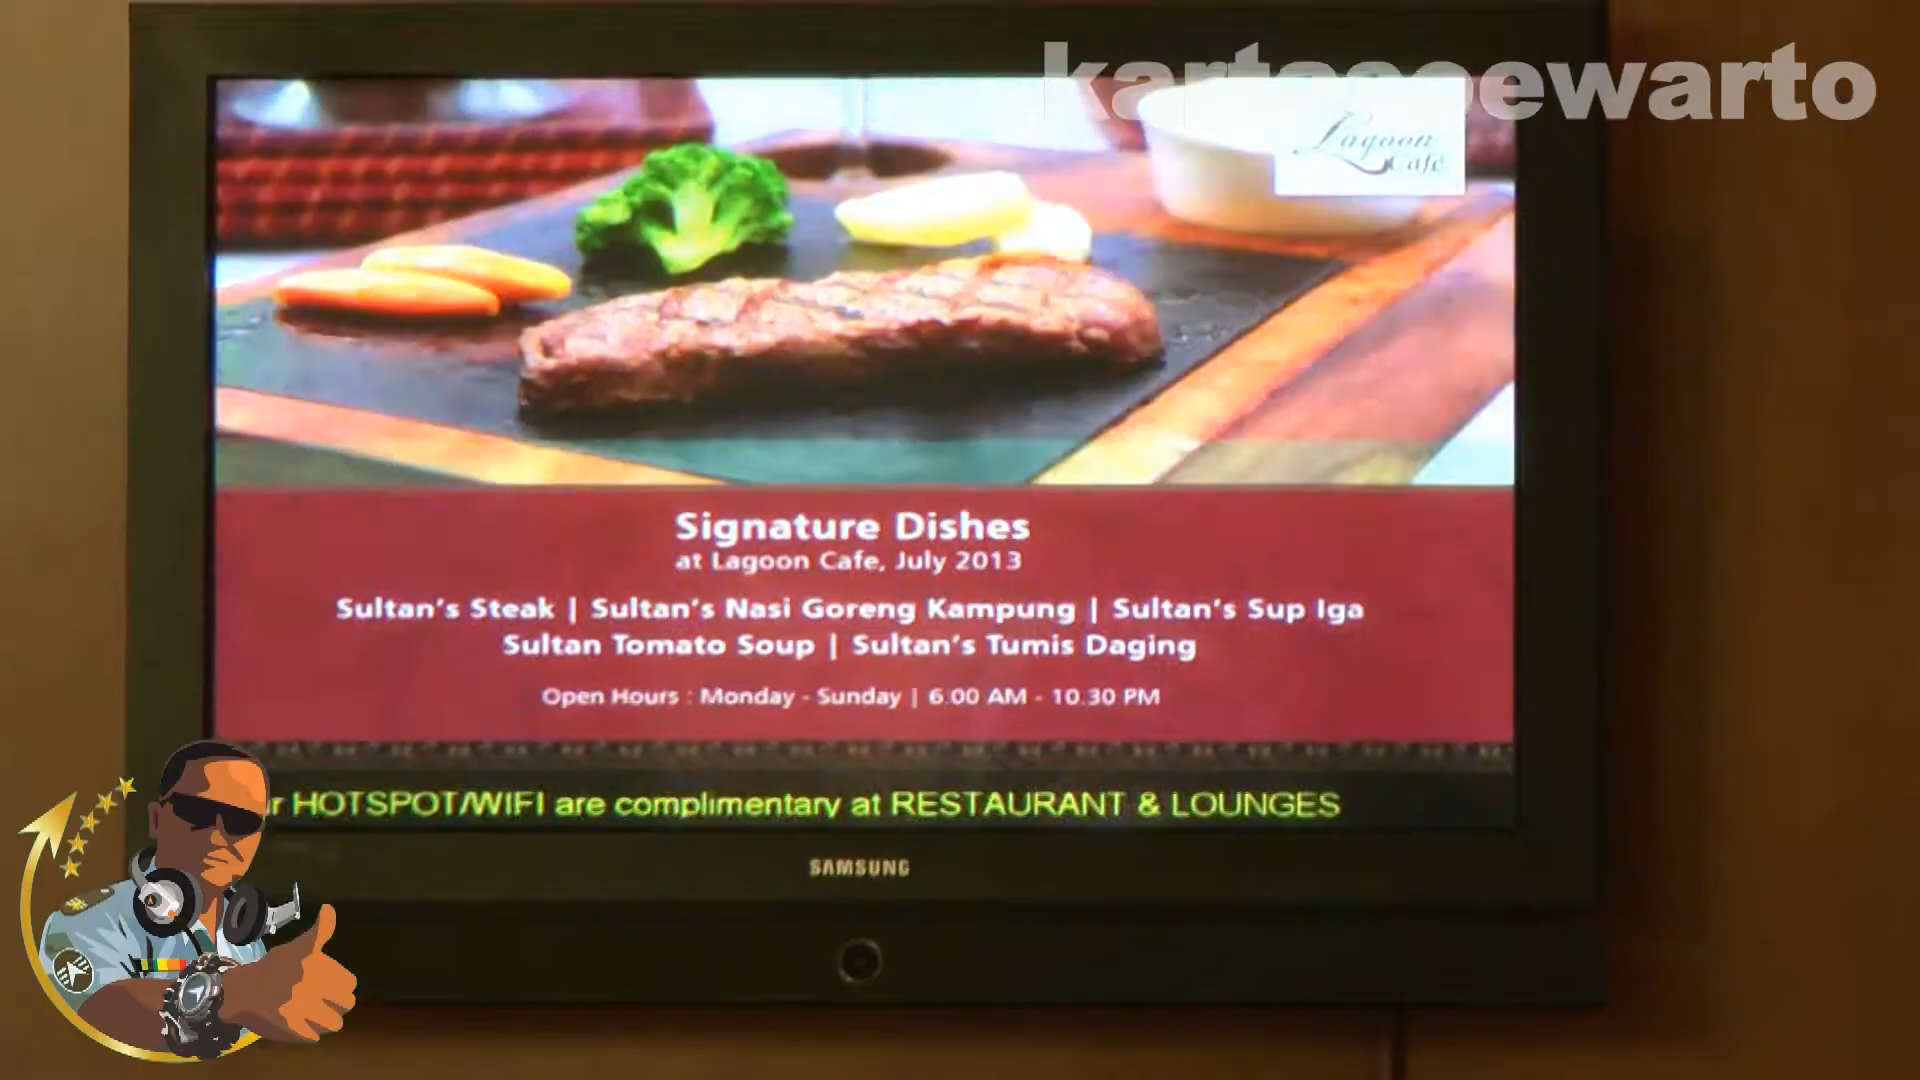 kartasoewarto
Lagoon
Café
Signature Dishes
at Lagoon Cafe, July 2013
Sultan's Steak | Sultan's Nasi Goreng Kampung | Sultan's Sup Iga
Sultan Tomato Soup | Sultan's Tumis Daging
Open Hours : Monday - Sunday | 6.00 AM - 10.30 PM
HOTSPOT/WIFI are complimentary at RESTAURANT & LOUNGES
SAMSUNG